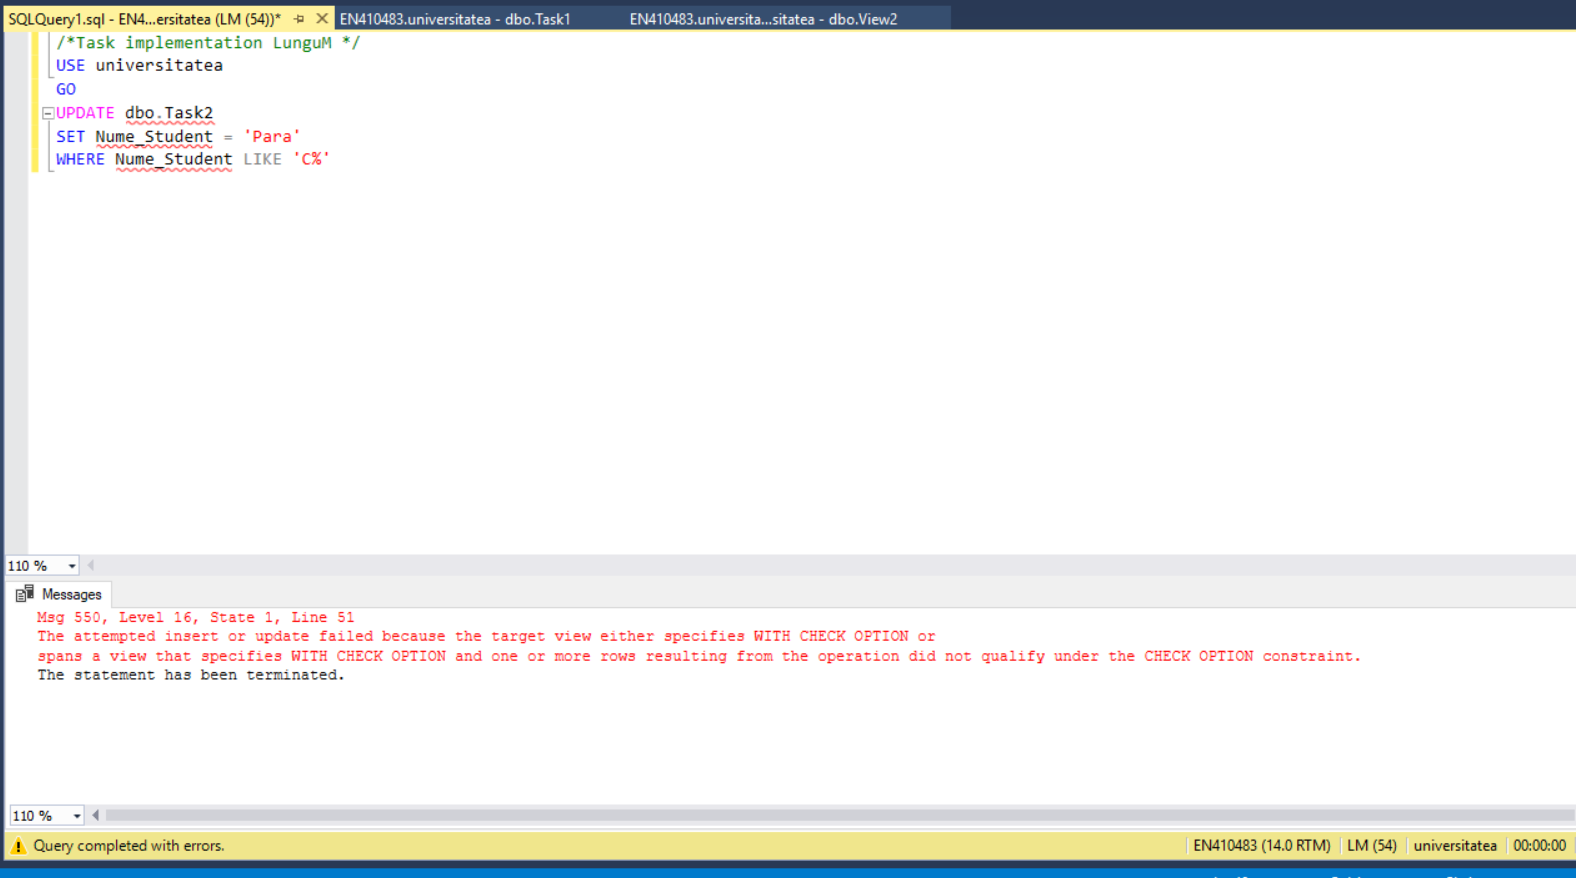 SQLQuery1.sql - EN4...ersitatea (LM (54))* EN410483.universitatea - dbo.Task1 EN410483.universita...sitatea - dbo.View2
/*Task implementation LunguM */
USE universitatea
GO
UPDATE dbo.Task2
SET Nume_Student = 'Para'
WHERE Nume_Student LIKE 'C%'
110 %
Messages
Msg 550, Level 16, State 1, Line 51
The attempted insert or update failed because the target view either specifies WITH CHECK OPTION or
spans a view that specifies WITH CHECK OPTION and one or more rows resulting from the operation did not qualify under the CHECK OPTION constraint.
The statement has been terminated.
110 %
Query completed with errors. EN410483 (14.0 RTM) LM (54) universitatea 00:00:00